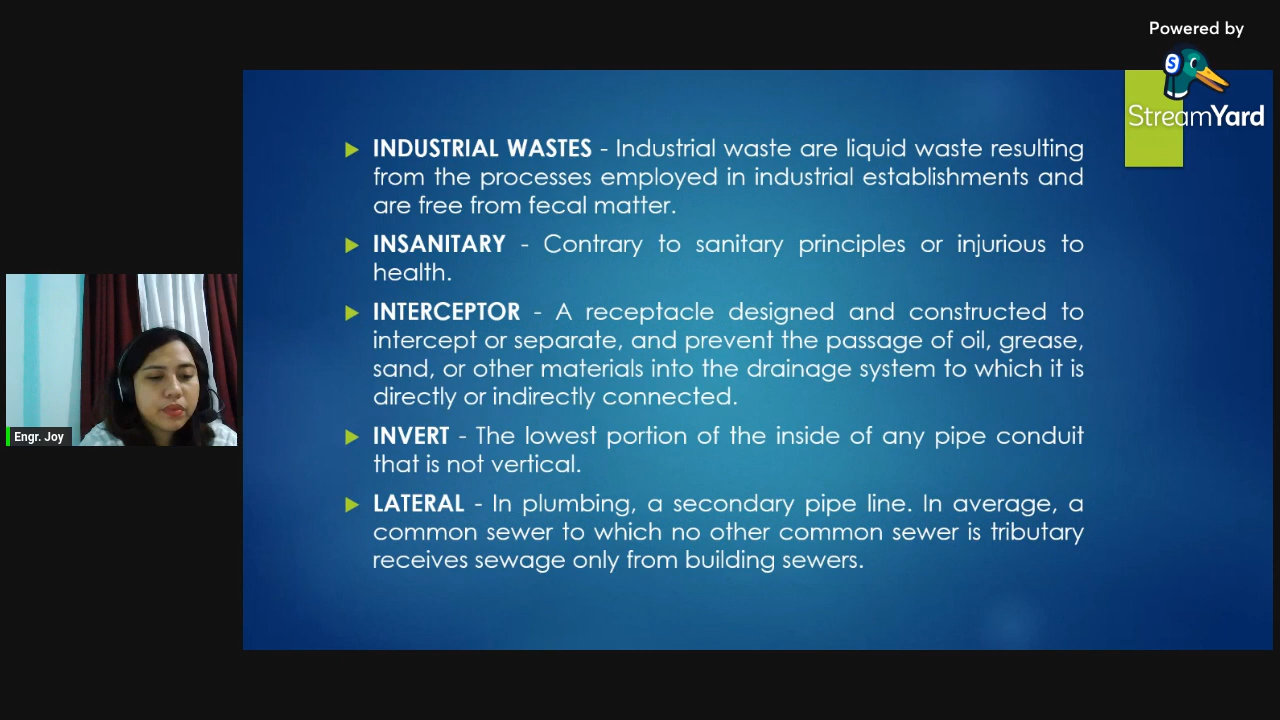 Powered by
S
StreamYard
INDUSTRIAL WASTES - Industrial waste are liquid waste resulting
from the processes employed in industrial establishments and
are free from fecal matter.
INSANITARY - Contrary to sanitary principles or injurious to
health.
INTERCEPTOR - A receptacle designed and constructed to
intercept or separate, and prevent the passage of oil, grease,
sand, or other materials into the drainage system to which it is
directly or indirectly connected.
INVERT - The lowest portion of the inside of any pipe conduit
that is not vertical.
LATERAL - In plumbing, a secondary pipe line. In average, a
common sewer to which no other common sewer is tributary
receives sewage only from building sewers.
Engr. Joy